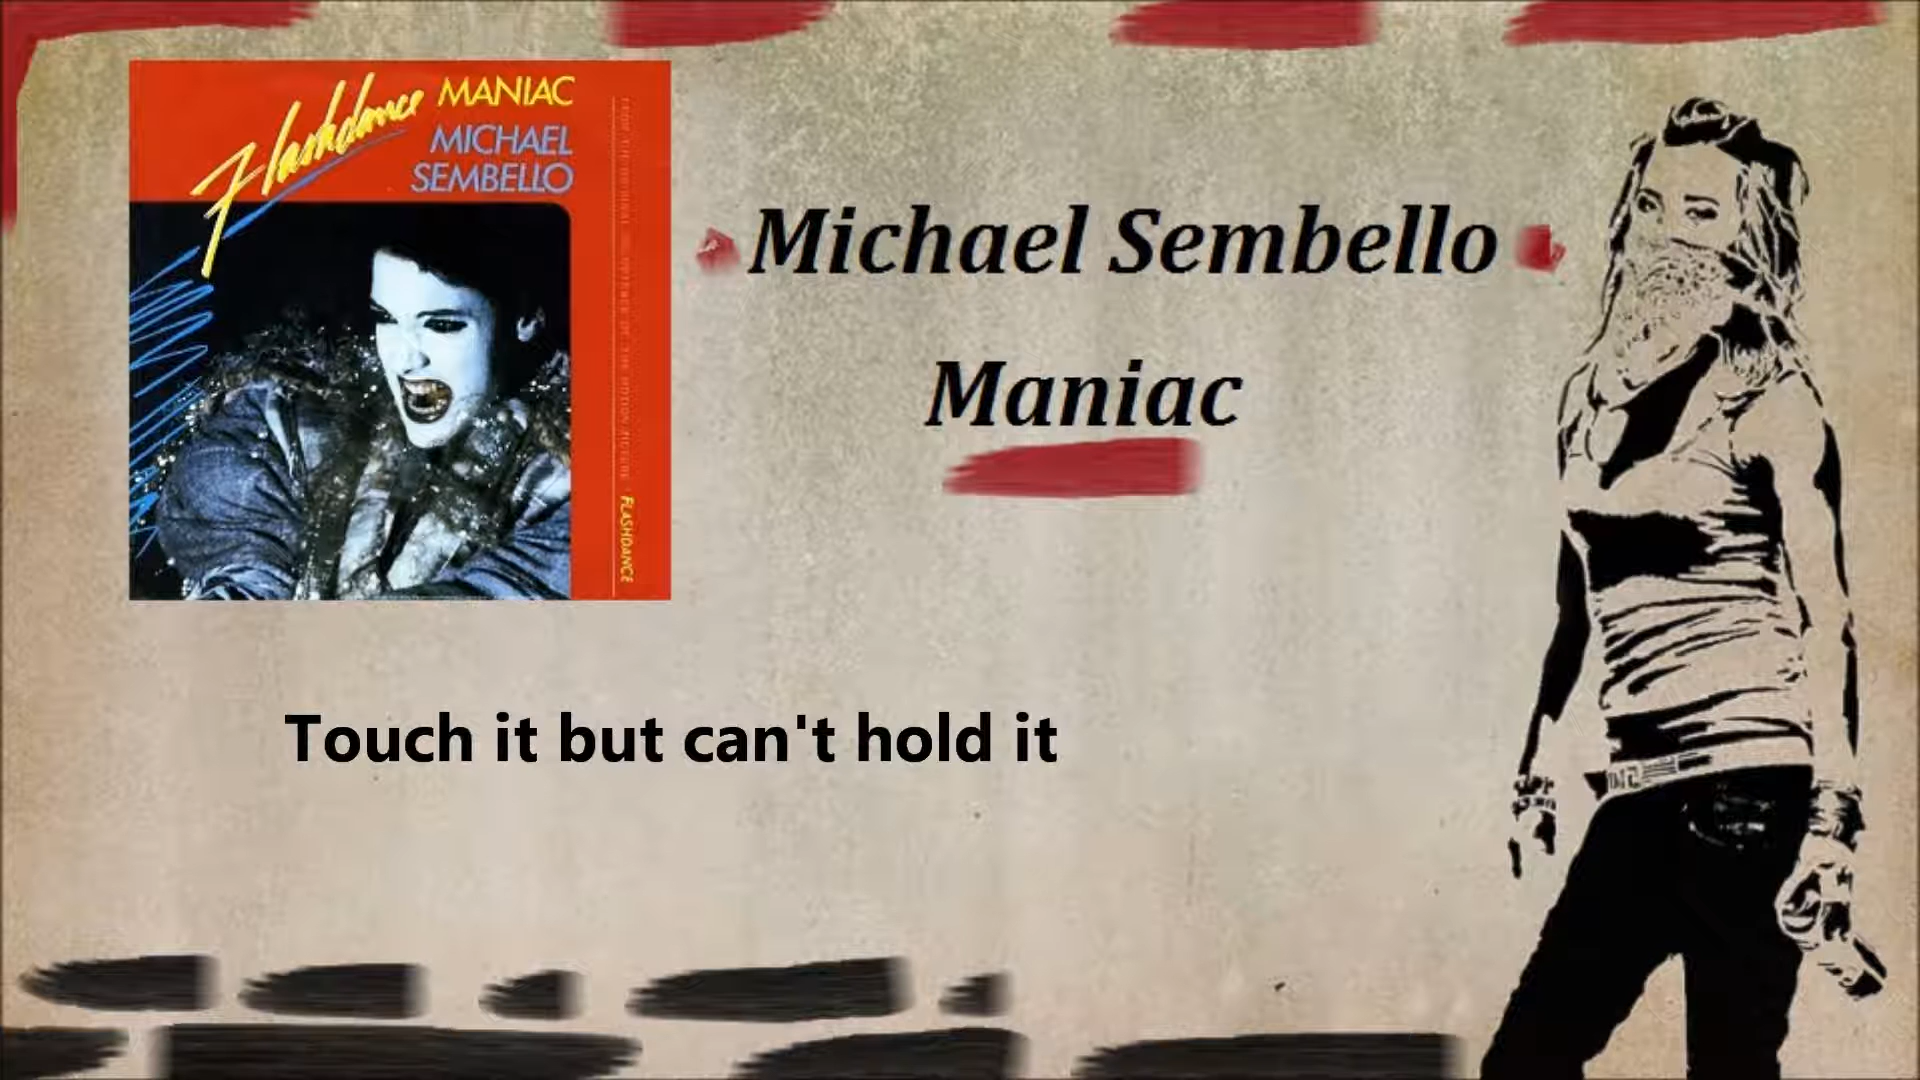 Flashdance
MANIAC
MICHAEL
SEMBELLO
FLASHDANCE
Michael Sembello
Maniac
Touch it but can't hold it